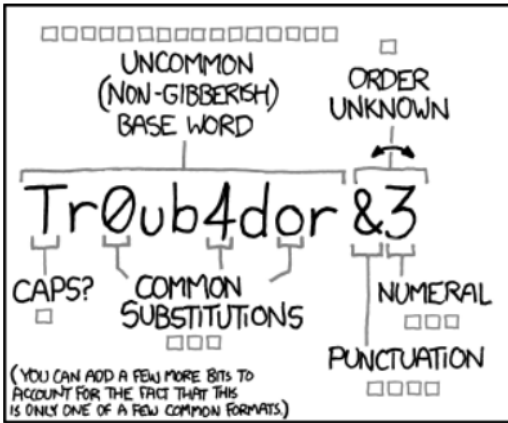 UNCOMMON
(NON-GIBBERISH)
BASE WORD
ORDER
UNKNOWN
Tr0ub4dor &3
CAPS?
COMMON
SUBSTITUTIONS
NUMERAL
PUNCTUATION
(YOU CAN ADD A FEW MORE BITS TO
ACCOUNT FOR THE FACT THAT THIS
IS ONLY ONE OF A FEW COMMON FORMATS.)